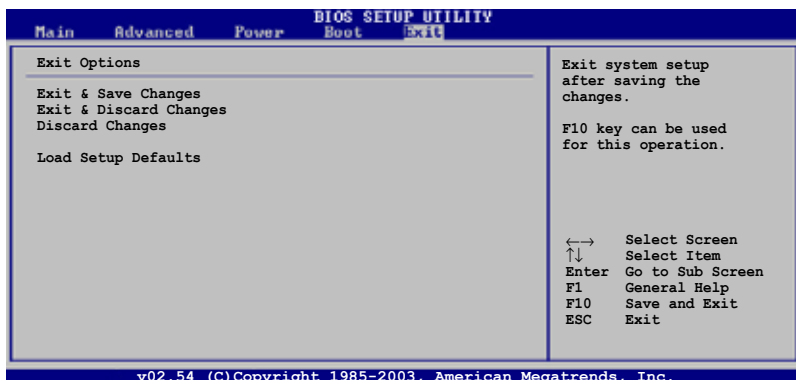 BIOS SETUP UTILITY
Main Advanced Power Boot Exit
Exit Options
Exit & Save Changes
Exit & Discard Changes
Discard Changes
Load Setup Defaults
Exit system setup
after saving the
changes.
F10 key can be used
for this operation.
←→ Select Screen
↑↓ Select Item
Enter Go to Sub Screen
F1 General Help
F10 Save and Exit
ESC Exit
v02.54 (C)Copyright 1985-2003, American Megatrends, Inc.